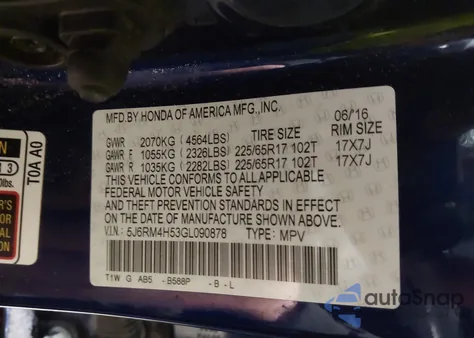 MFD.BY HONDA OF AMERICA MFG.,INC. 06/16
TIRE SIZE RIM SIZE
GVWR 2070KG (4564LBS)
GAWR F 1055KG (2326LBS) 225/65R17 102T 17X7J
GAWR R 1035KG (2282LBS) 225/65R17 102T 17X7J
THIS VEHICLE CONFORMS TO ALL APPLICABLE
FEDERAL MOTOR VEHICLE SAFETY
AND THEFT PREVENTION STANDARDS IN EFFECT
ON THE DATE OF MANUFACTURE SHOWN ABOVE.
V.I.N. 5J6RM4H53GL090878 TYPE: MPV
T1W G AB5 -B588P -B-L
T0A A0
autoSnap